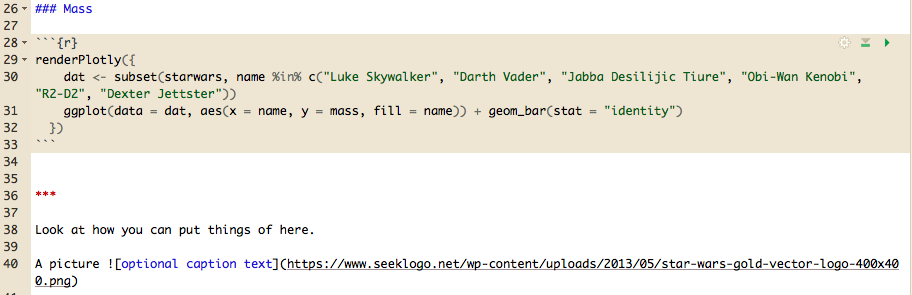 26 ### Mass
27
28 ```{r}
29 renderPlotly({
30 dat <- subset(starwars, name %in% c("Luke Skywalker", "Darth Vader", "Jabba Desilijic Tiure", "Obi-Wan Kenobi",
"R2-D2", "Dexter Jettster"))
31 ggplot(data = dat, aes(x = name, y = mass, fill = name)) + geom_bar(stat = "identity")
32 })
33 ```
34
35
36 ***
37
38 Look at how you can put things of here.
39
40 A picture ![optional caption text](https://www.seeklogo.net/wp-content/uploads/2013/05/star-wars-gold-vector-logo-400x40
0.png)